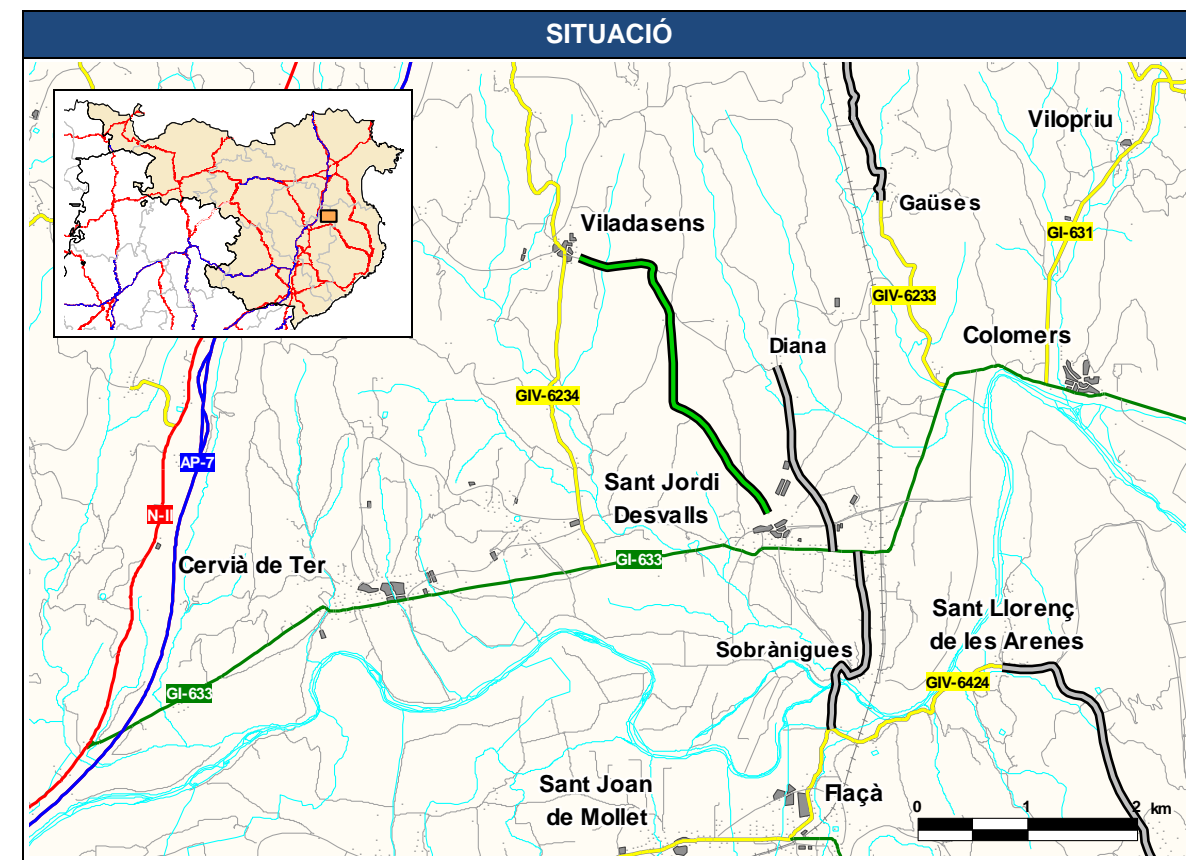 SITUACIÓ
Vilopriu
Gaüses
Viladasens
GI-631
GIV-6233
Colomers
Diana
GIV-6234
AP-7
Sant Jordi
Desvalls
N-II
GI-633
Cervià de Ter
Sant Llorenç
de les Arenes
Sobrànigues
GIV-6424
GI-633
Sant Joan
de Mollet
Flaçà
0 1 2 km